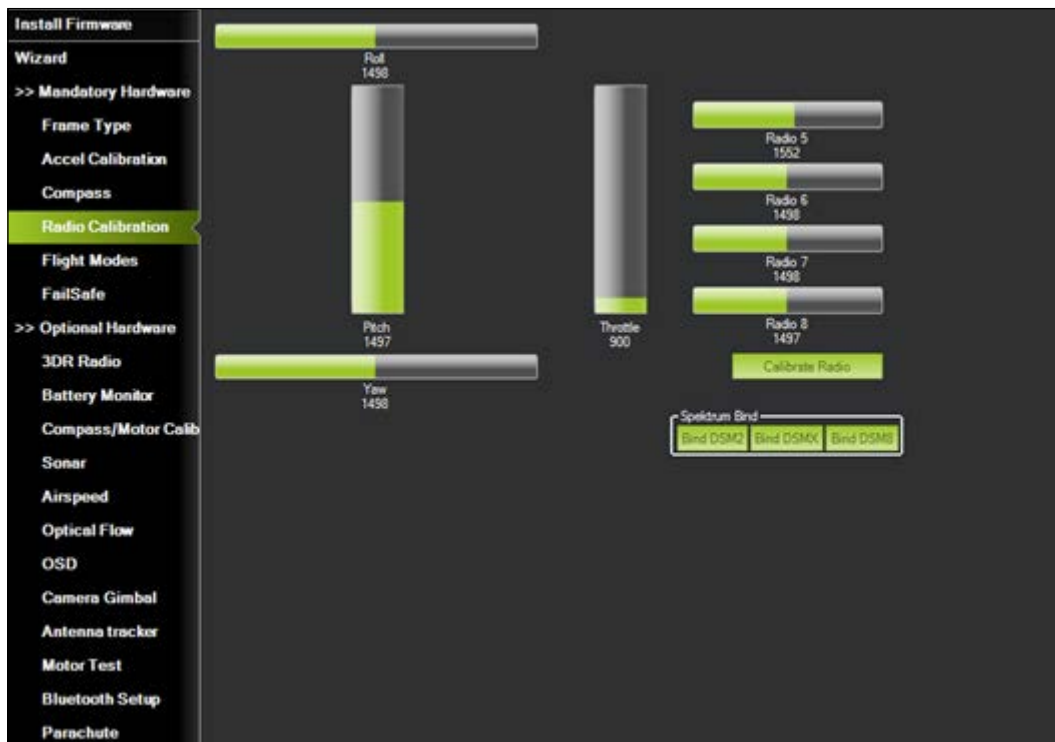 Install Firmware
Wizard
>> Mandatory Hardware
Frame Type
Accel Calibration
Compass
Radio Calibration
Flight Modes
FailSafe
>> Optional Hardware
3DR Radio
Battery Monitor
Compass/Motor Calib
Sonar
Airspeed
Optical Flow
OSD
Camera Gimbal
Antenna tracker
Motor Test
Bluetooth Setup
Parachute
Roll
1498
Pitch
1497
Throttle
900
Yaw
1498
Radio 5
1552
Radio 6
1498
Radio 7
1498
Radio 8
1497
Calibrate Radio
Spektrum Bind
Bind DSM2 Bind DSMX Bind DSM8